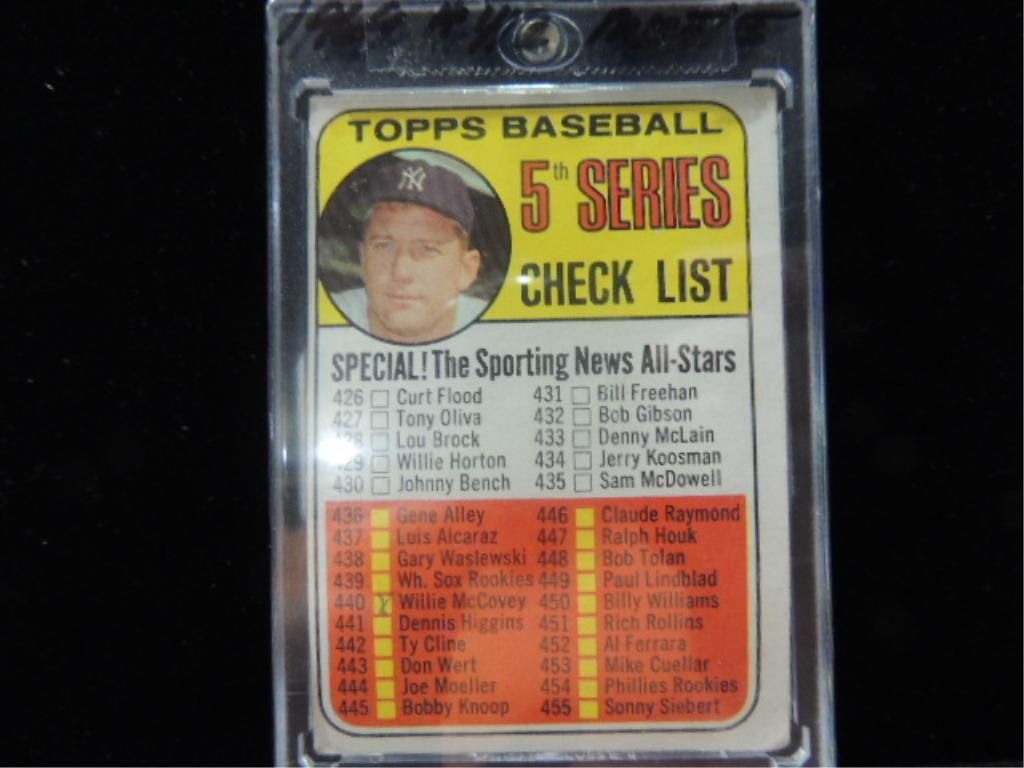 TOPPS BASEBALL
5th SERIES
CHECK LIST
NY
SPECIAL! The Sporting News All-Stars
426 Curt Flood
427 Tony Oliva
428 Lou Brock
429 Willie Horton
430 Johnny Bench
431 Bill Freehan
432 Bob Gibson
433 Denny McLain
434 Jerry Koosman
435 Sam McDowell
436 Gene Alley
437 Luis Alcaraz
438 Gary Waslewski
439 Wh. Sox Rookies
440 X Willie McCovey
441 Dennis Higgins
442 Ty Cline
443 Don Wert
444 Joe Moeller
445 Bobby Knoop
446 Claude Raymond
447 Ralph Houk
448 Bob Tolan
449 Paul Lindblad
450 Billy Williams
451 Rich Rollins
452 Al Ferrara
453 Mike Cuellar
454 Phillies Rookies
455 Sonny Siebert